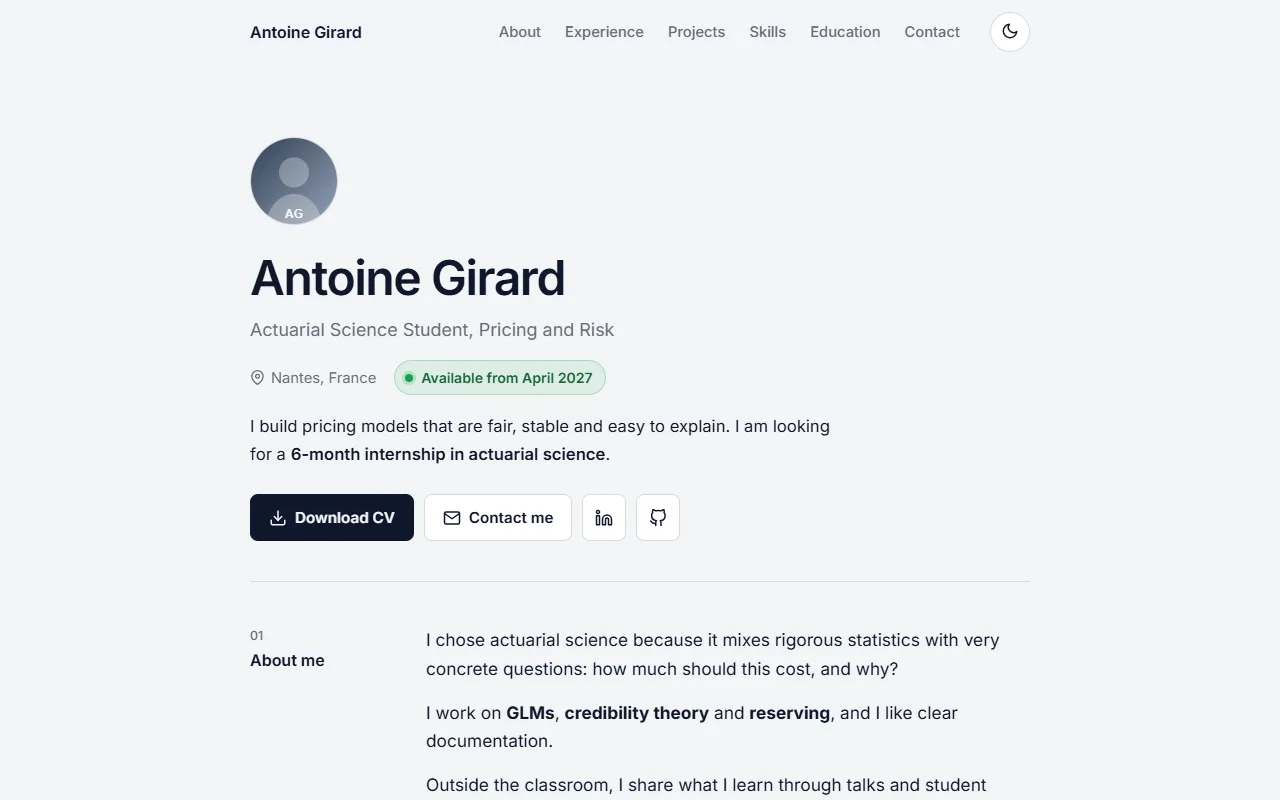 Antoine Girard
About
Experience
Projects
Skills
Education
Contact
AG
Antoine Girard
Actuarial Science Student, Pricing and Risk
Nantes, France
Available from April 2027
I build pricing models that are fair, stable and easy to explain. I am looking
for a 6-month internship in actuarial science.
Download CV
Contact me
01
About me
I chose actuarial science because it mixes rigorous statistics with very
concrete questions: how much should this cost, and why?
I work on GLMs, credibility theory and reserving, and I like clear
documentation.
Outside the classroom, I share what I learn through talks and student